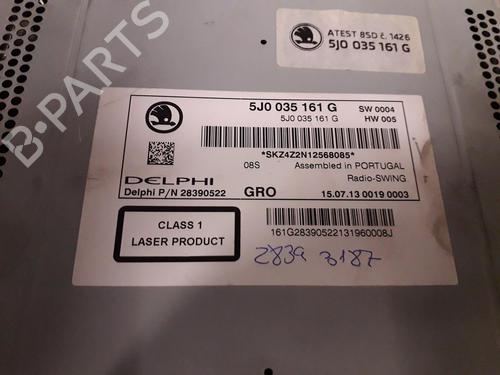 ATEST 8SD č. 1426
5J0 035 161 G
5J0 035 161 G SW 0004
5J0 035 161 G HW 005
*SKZ4Z2N12568085*
08S Assembled in PORTUGAL
DELPHI Radio-SWING
Delphi P/N 28390522 GRO 15.07.13 0019 0003
CLASS 1
LASER PRODUCT
161G28390522131960008J
2839 3187
B-PARTS